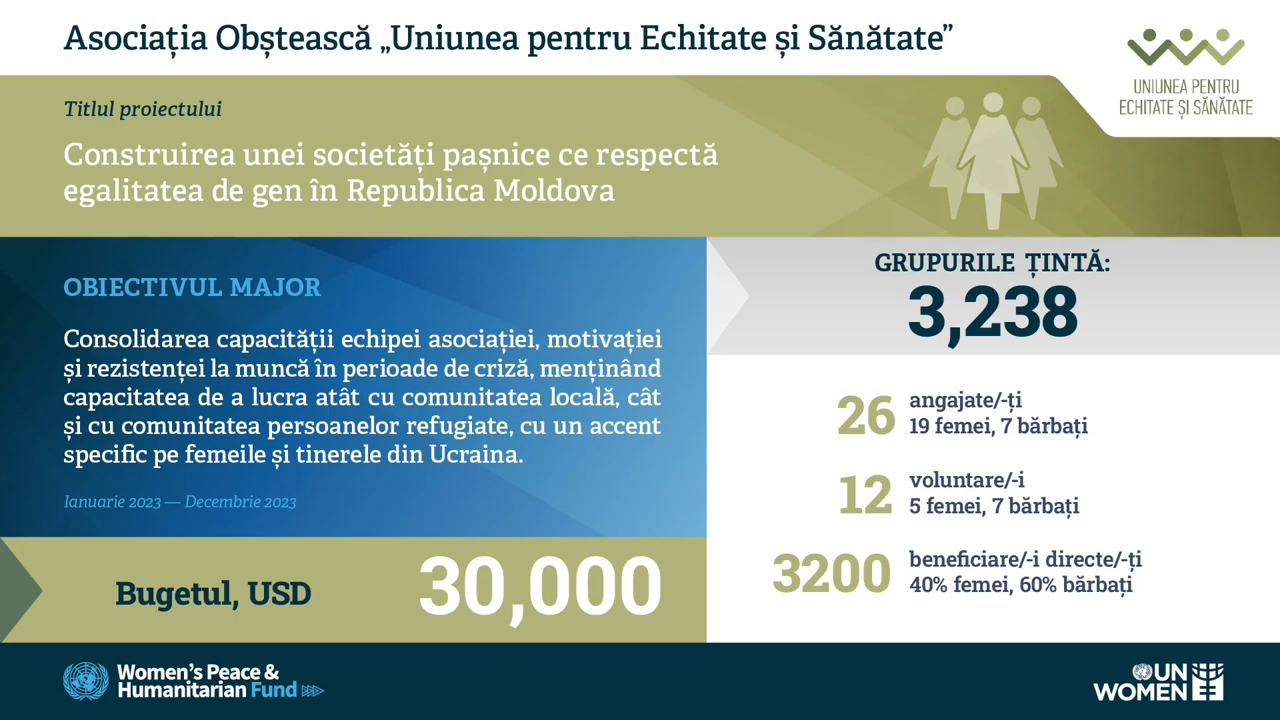 Asociația Obștească „Uniunea pentru Echitate și Sănătate”
UNIUNEA PENTRU
ECHITATE ȘI SĂNĂTATE
Titlul proiectului
Construirea unei societăți pașnice ce respectă
egalitatea de gen în Republica Moldova
OBIECTIVUL MAJOR
Consolidarea capacității echipei asociației, motivației
și rezistenței la muncă în perioade de criză, menținând
capacitatea de a lucra atât cu comunitatea locală, cât
și cu comunitatea persoanelor refugiate, cu un accent
specific pe femeile și tinerele din Ucraina.
Ianuarie 2023 — Decembrie 2023
Bugetul, USD
30,000
GRUPURILE ȚINTĂ:
3,238
26
angajate/-ți
19 femei, 7 bărbați
12
voluntare/-i
5 femei, 7 bărbați
3200
beneficiare/-i directe/-ți
40% femei, 60% bărbați
Women's Peace &
Humanitarian Fund
UN
WOMEN